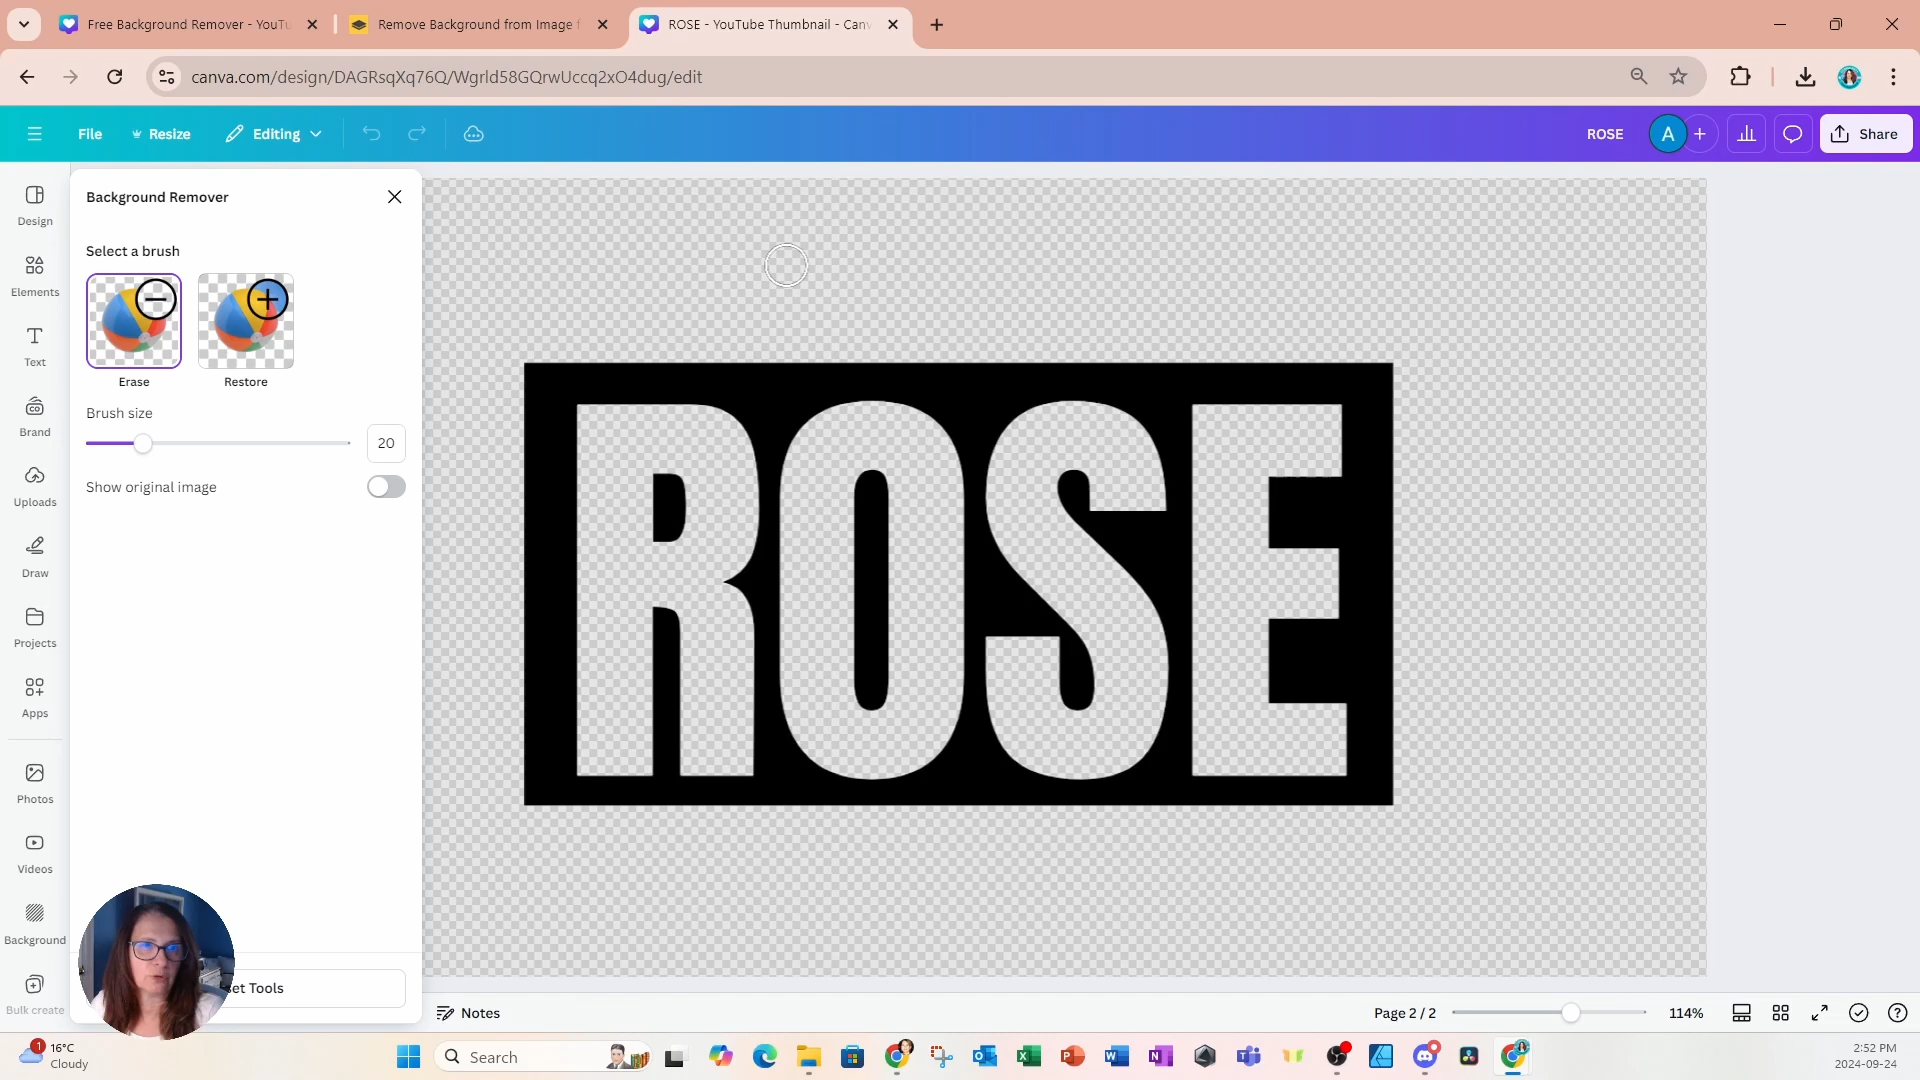 Free Background Remover - YouTu
Remove Background from Image f
ROSE - YouTube Thumbnail - Canv
canva.com/design/DAGRsqXq76Q/Wgrld58GQrwUccq2xO4dug/edit
File
Resize
Editing
ROSE
A
Share
Design
Elements
Text
Brand
Uploads
Draw
Projects
Apps
Photos
Videos
Background
Bulk create
Background Remover
Select a brush
Erase
Restore
Brush size
20
Show original image
set Tools
ROSE
Notes
Page 2 / 2
114%
1
16°C
Cloudy
Search
2:52 PM
2024-09-24